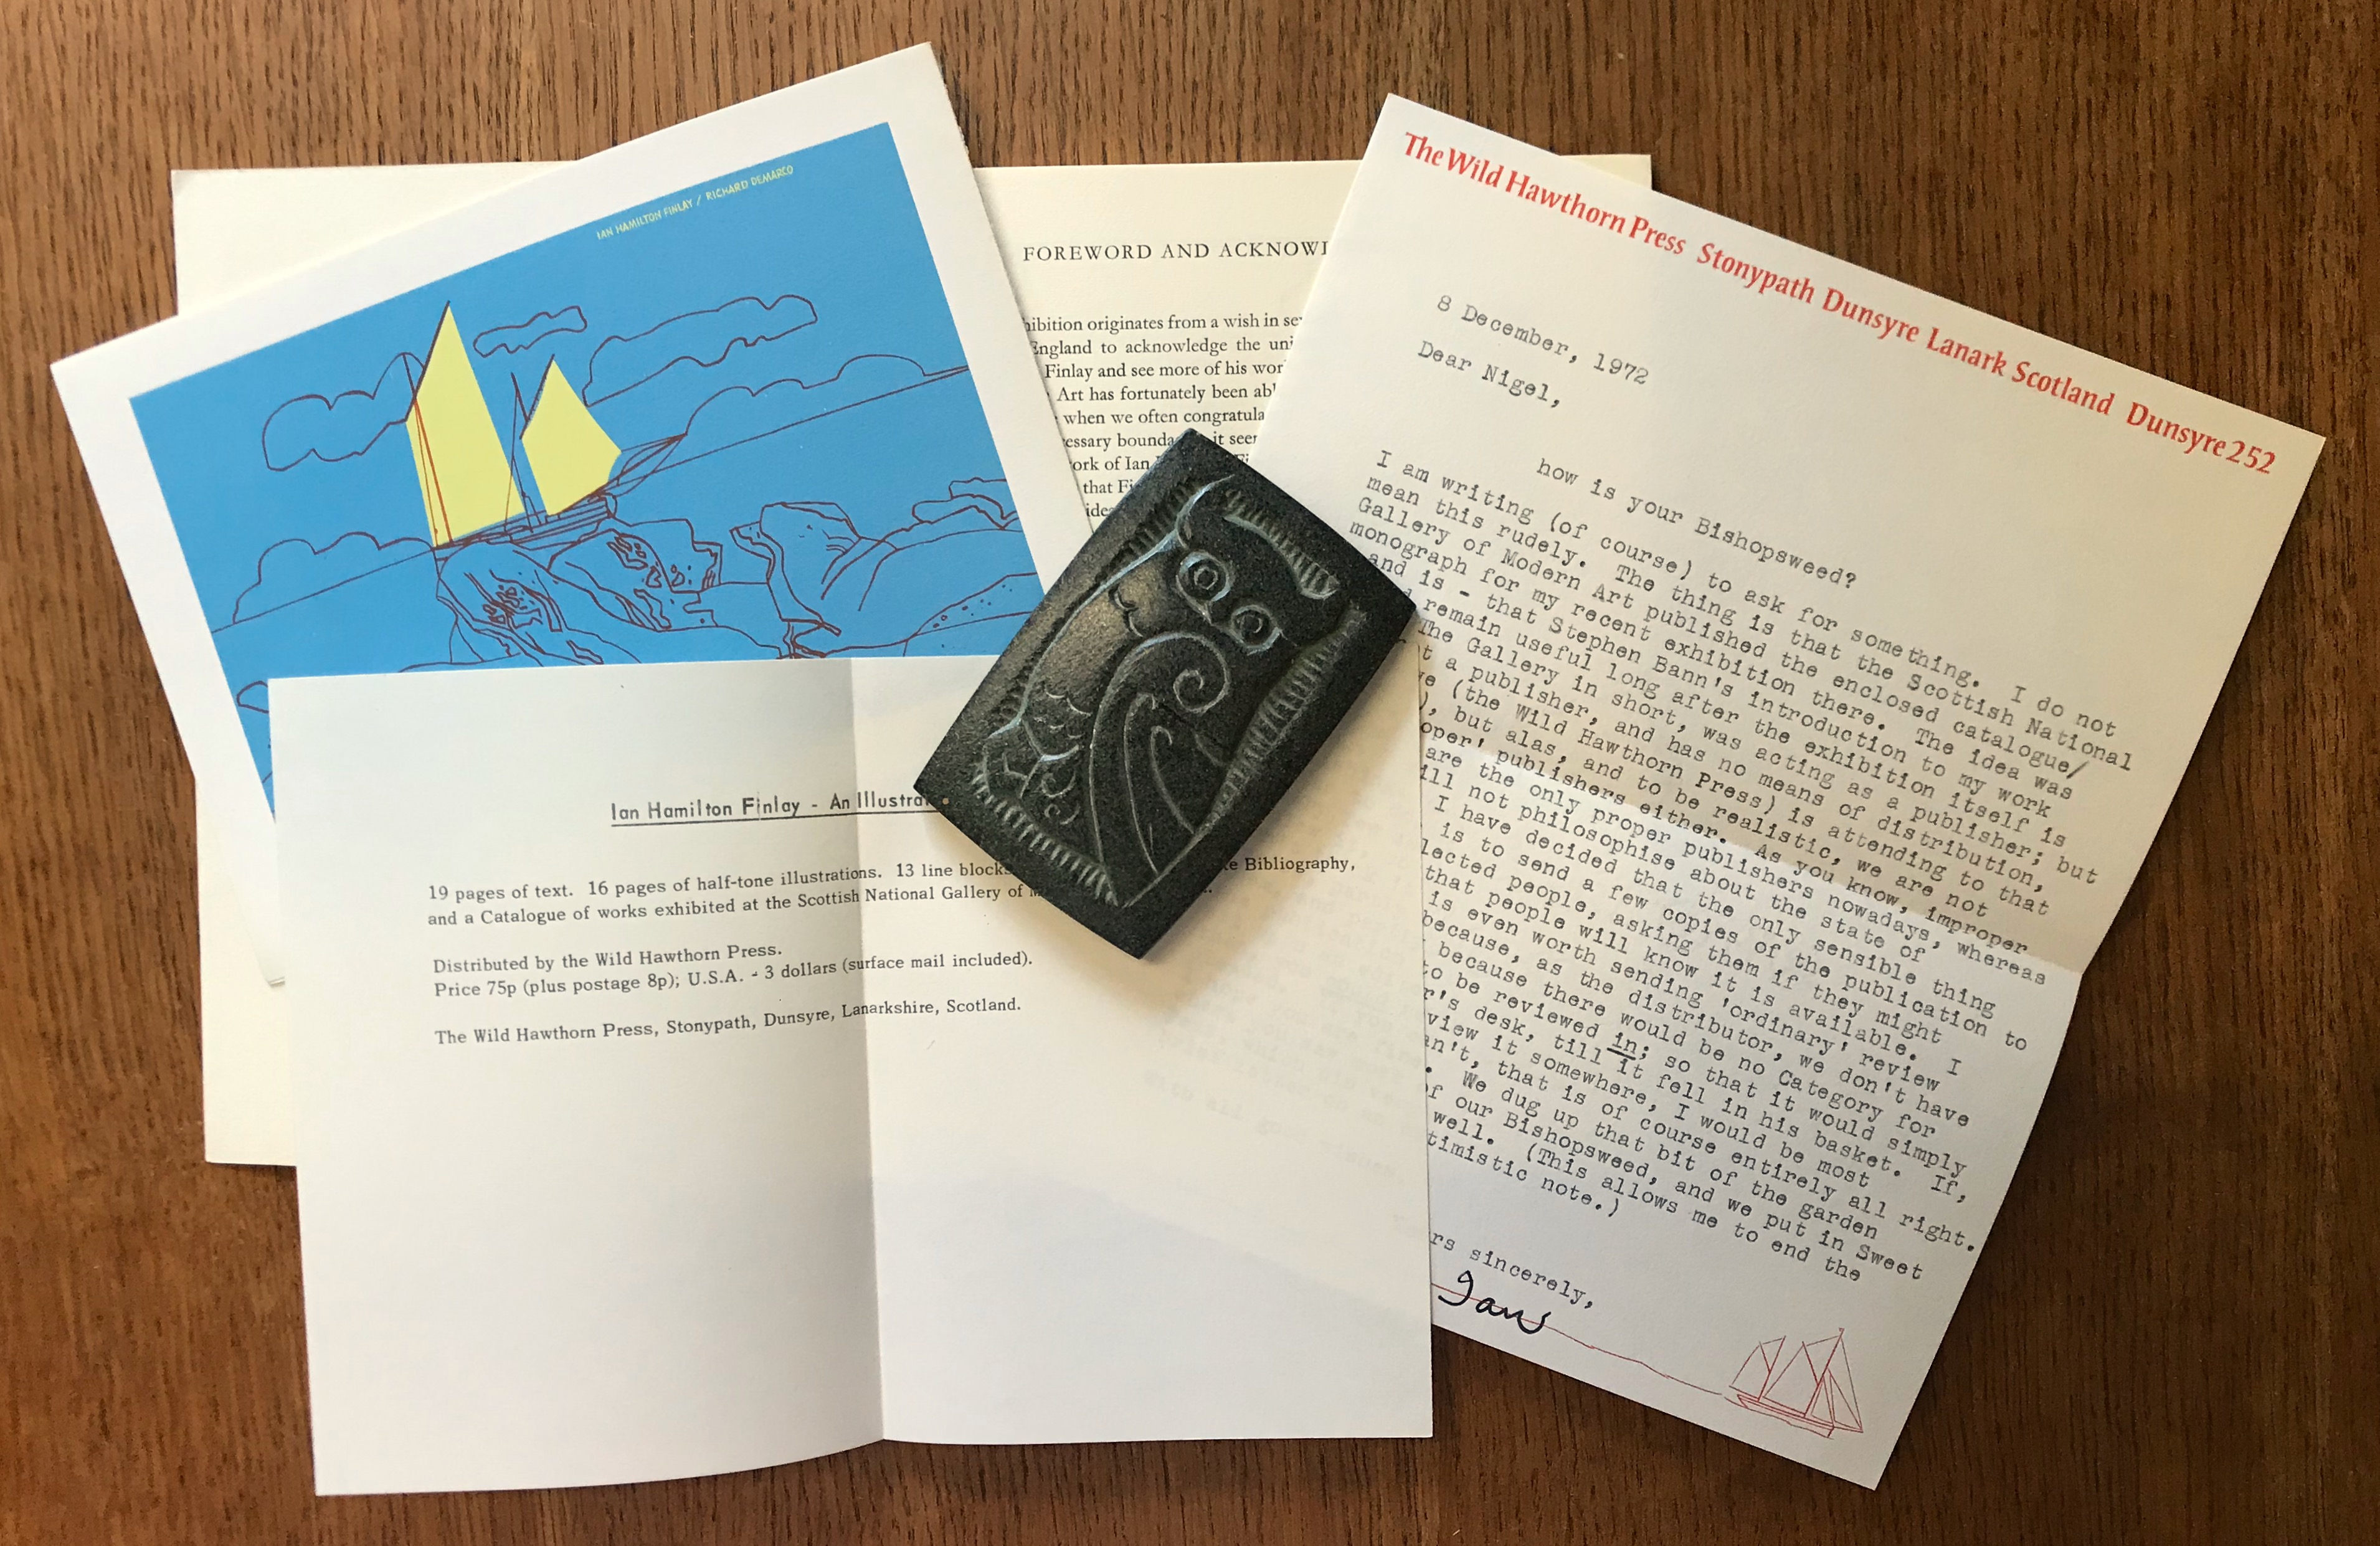 IAN HAMILTON FINLAY / RICHARD DEMARCO
FOREWORD AND ACKNOWL
ibition originates from a wish in se
England to acknowledge the uni
Finlay and see more of his wor
Art has fortunately been ab
when we often congratula
essary bounda it seer
ork of Ian
that Fi
ide
Ian Hamilton Finlay - An Illustra
19 pages of text. 16 pages of half-tone illustrations. 13 line blocks Bibliography,
and a Catalogue of works exhibited at the Scottish National Gallery of
Distributed by the Wild Hawthorn Press.
Price 75p (plus postage 8p); U.S.A. - 3 dollars (surface mail included).
The Wild Hawthorn Press, Stonypath, Dunsyre, Lanarkshire, Scotland.
The Wild Hawthorn Press Stonypath Dunsyre Lanark Scotland Dunsyre 252
8 December, 1972
Dear Nigel,
how is your Bishopsweed?
I am writing (of course) to ask for something. I do not
mean this rudely. The thing is that the Scottish National
Gallery of Modern Art published the enclosed catalogue/
monograph for my recent exhibition there. The idea was
and is - that Stephen Bann's introduction to my work
remain useful long after the exhibition itself is
The Gallery in short, was acting as a publisher; but
t a publisher, and has no means of distribution,
ve (the Wild Hawthorn Press) is attending to that
), but alas, and to be realistic, we are not
oper' publishers either. As you know, improper
are the only proper publishers nowadays, whereas
ill not philosophise about the state of
I have decided that the only sensible thing
is to send a few copies of the publication to
lected people, asking them if they might
that people will know it is available. I
is even worth sending 'ordinary' review
because, as the distributor, we don't have
because there would be no Category for
to be reviewed in; so that it would simply
r's desk, till it fell in his basket. If,
view it somewhere, I would be most
an't, that is of course entirely all right.
. We dug up that bit of the garden
f our Bishopsweed, and we put in Sweet
well. (This allows me to end the
timistic note.)
rs sincerely,
Ian